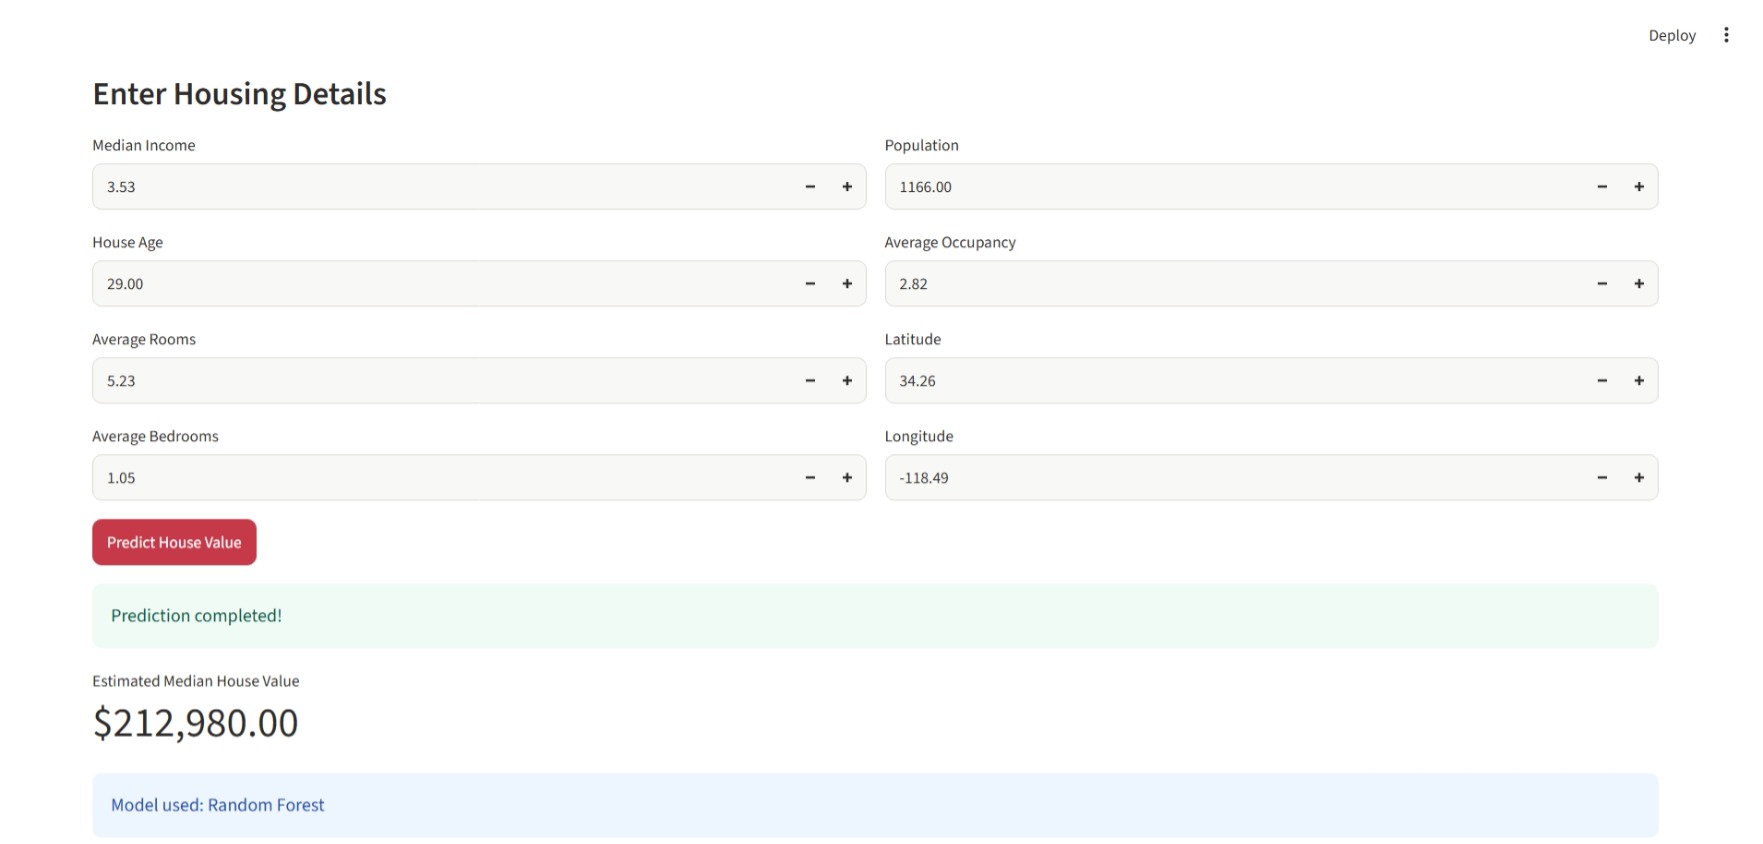 Deploy
Enter Housing Details
Median Income
3.53
House Age
29.00
Average Rooms
5.23
Average Bedrooms
1.05
Population
1166.00
Average Occupancy
2.82
Latitude
34.26
Longitude
-118.49
Predict House Value
Prediction completed!
Estimated Median House Value
$212,980.00
Model used: Random Forest